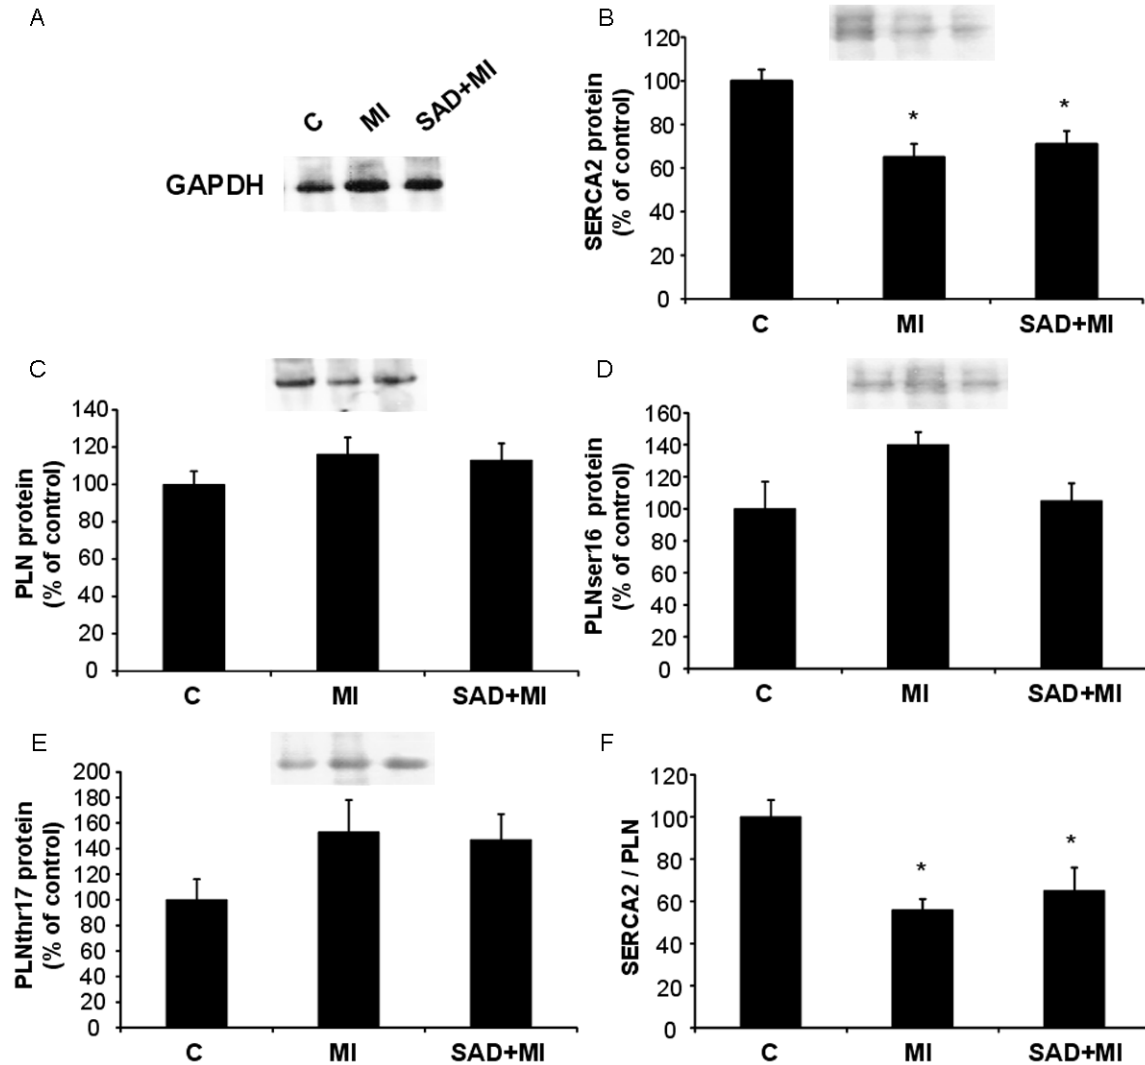 A
C MI SAD+MI
GAPDH
B
SERCA2 protein
(% of control)
120
100
80
60
40
20
0
*
*
C MI SAD+MI
C
PLN protein
(% of control)
140
120
100
80
60
40
20
0
C MI SAD+MI
D
PLNser16 protein
(% of control)
160
140
120
100
80
60
40
20
0
C MI SAD+MI
E
PLNthr17 protein
(% of control)
200
180
160
140
120
100
80
60
40
20
0
C MI SAD+MI
F
SERCA2 / PLN
120
100
80
60
40
20
0
*
*
C MI SAD+MI